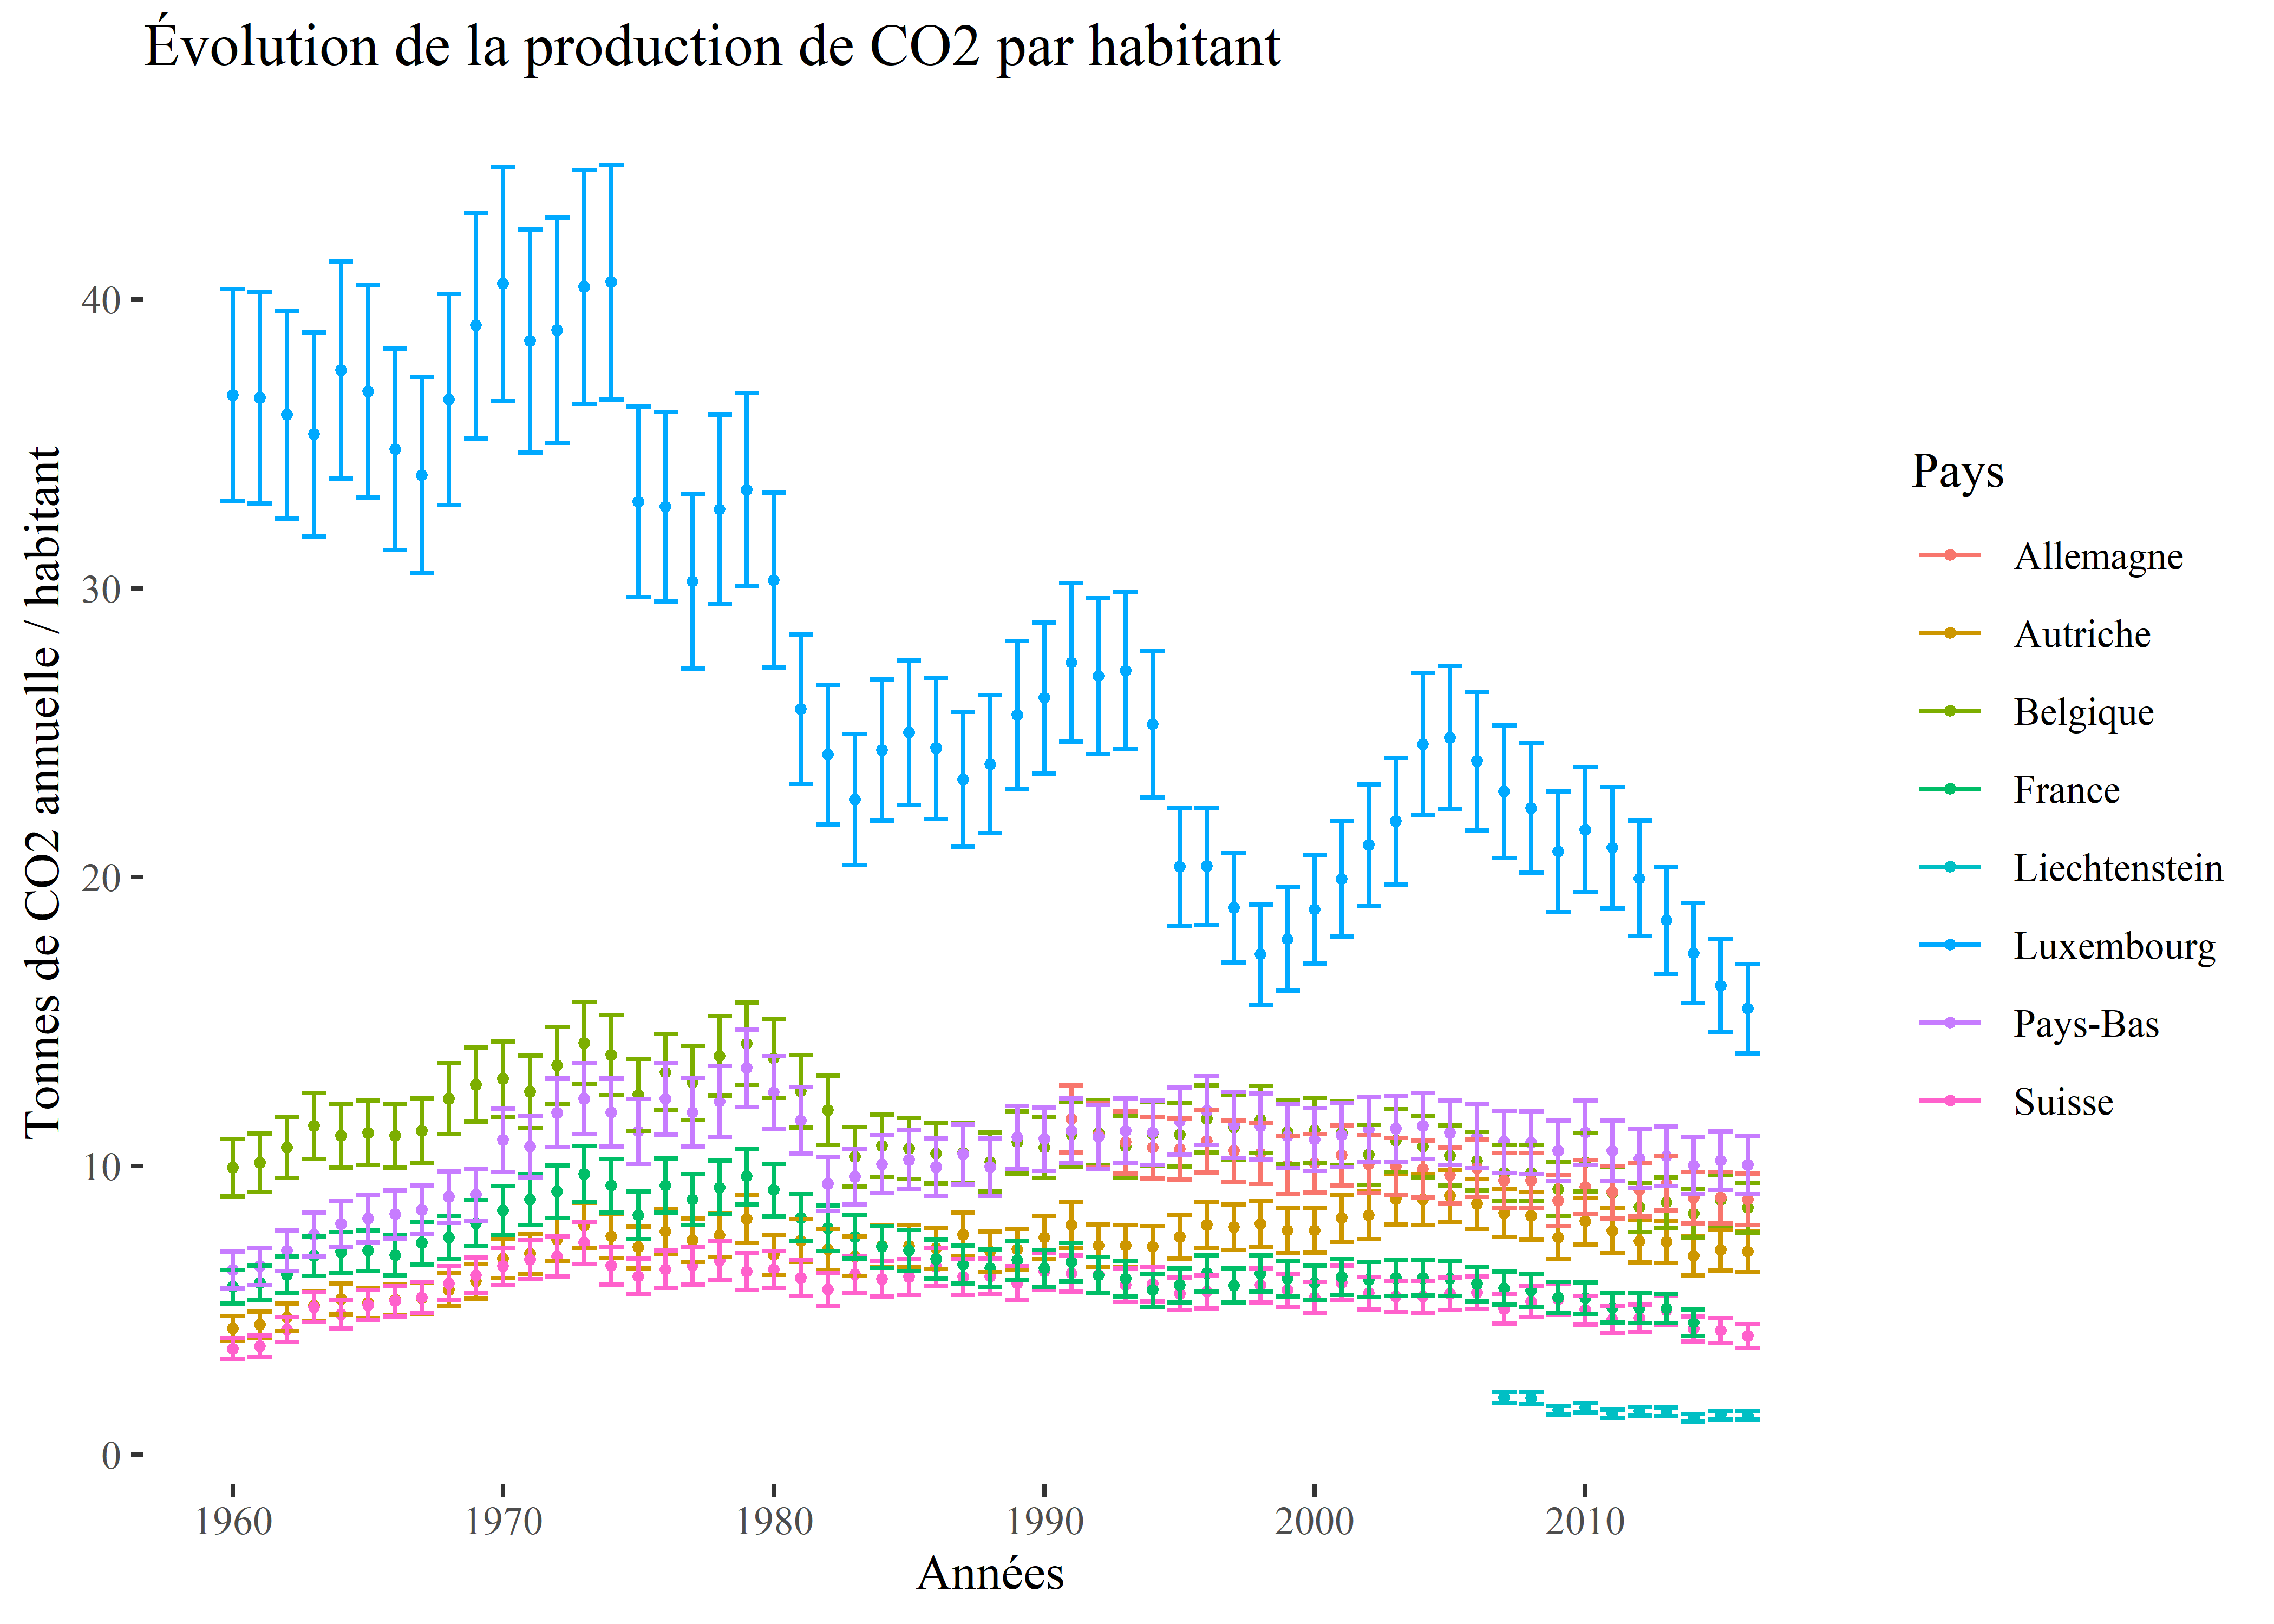 Évolution de la production de CO2 par habitant
Tonnes de CO2 annuelle / habitant
40
30
20
10
0
1960 1970 1980 1990 2000 2010
Années
Pays
Allemagne
Autriche
Belgique
France
Liechtenstein
Luxembourg
Pays-Bas
Suisse